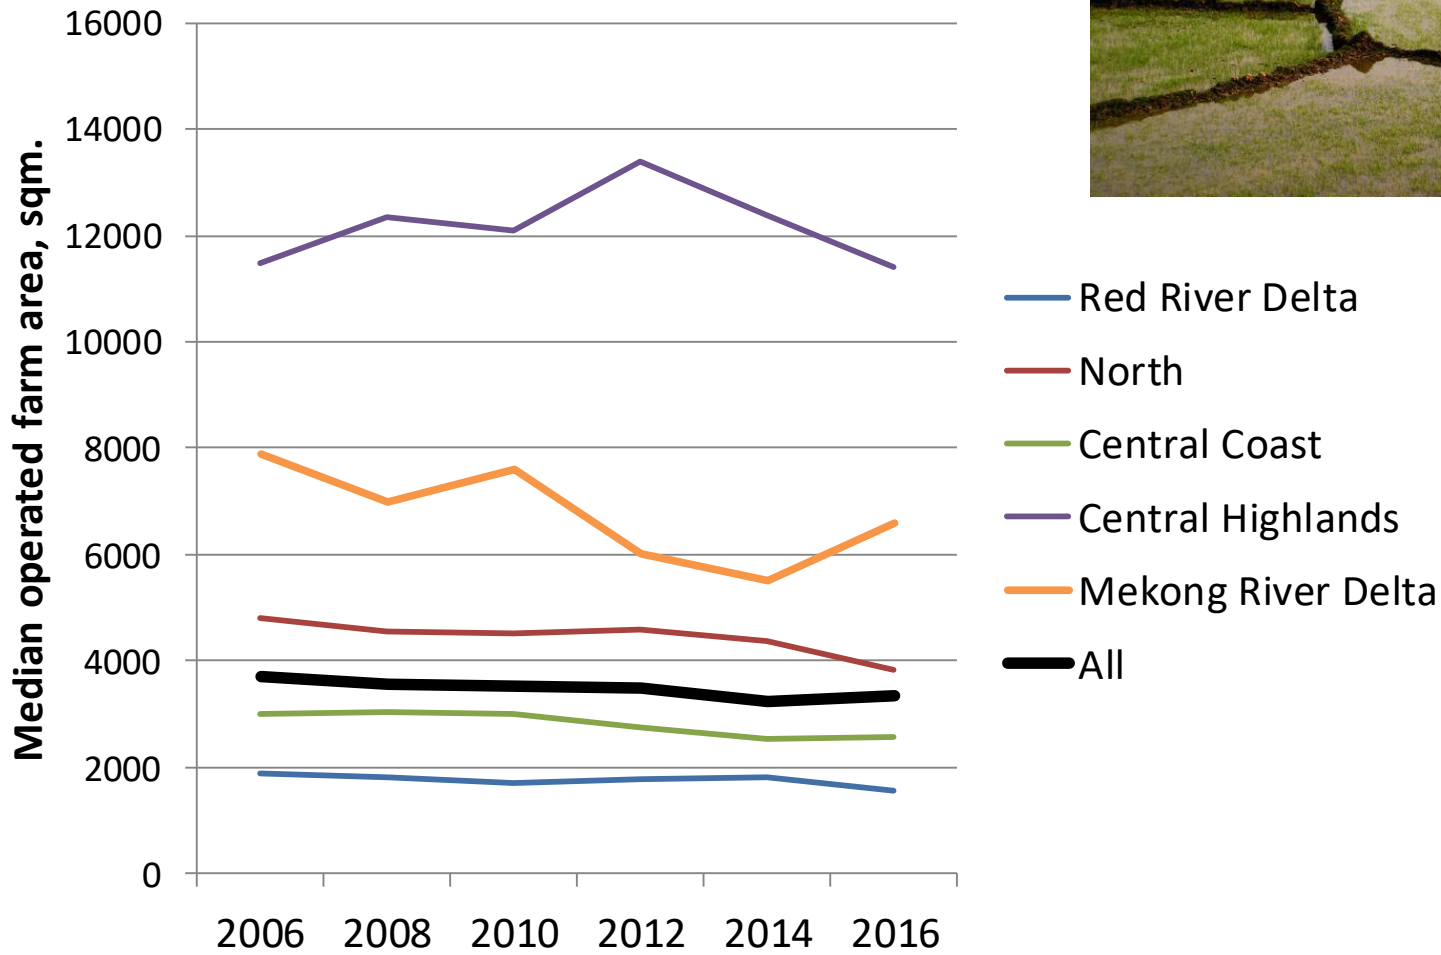 Median operated farm area, sqm.
16000
14000
12000
10000
8000
6000
4000
2000
0
2006 2008 2010 2012 2014 2016
Red River Delta
North
Central Coast
Central Highlands
Mekong River Delta
All